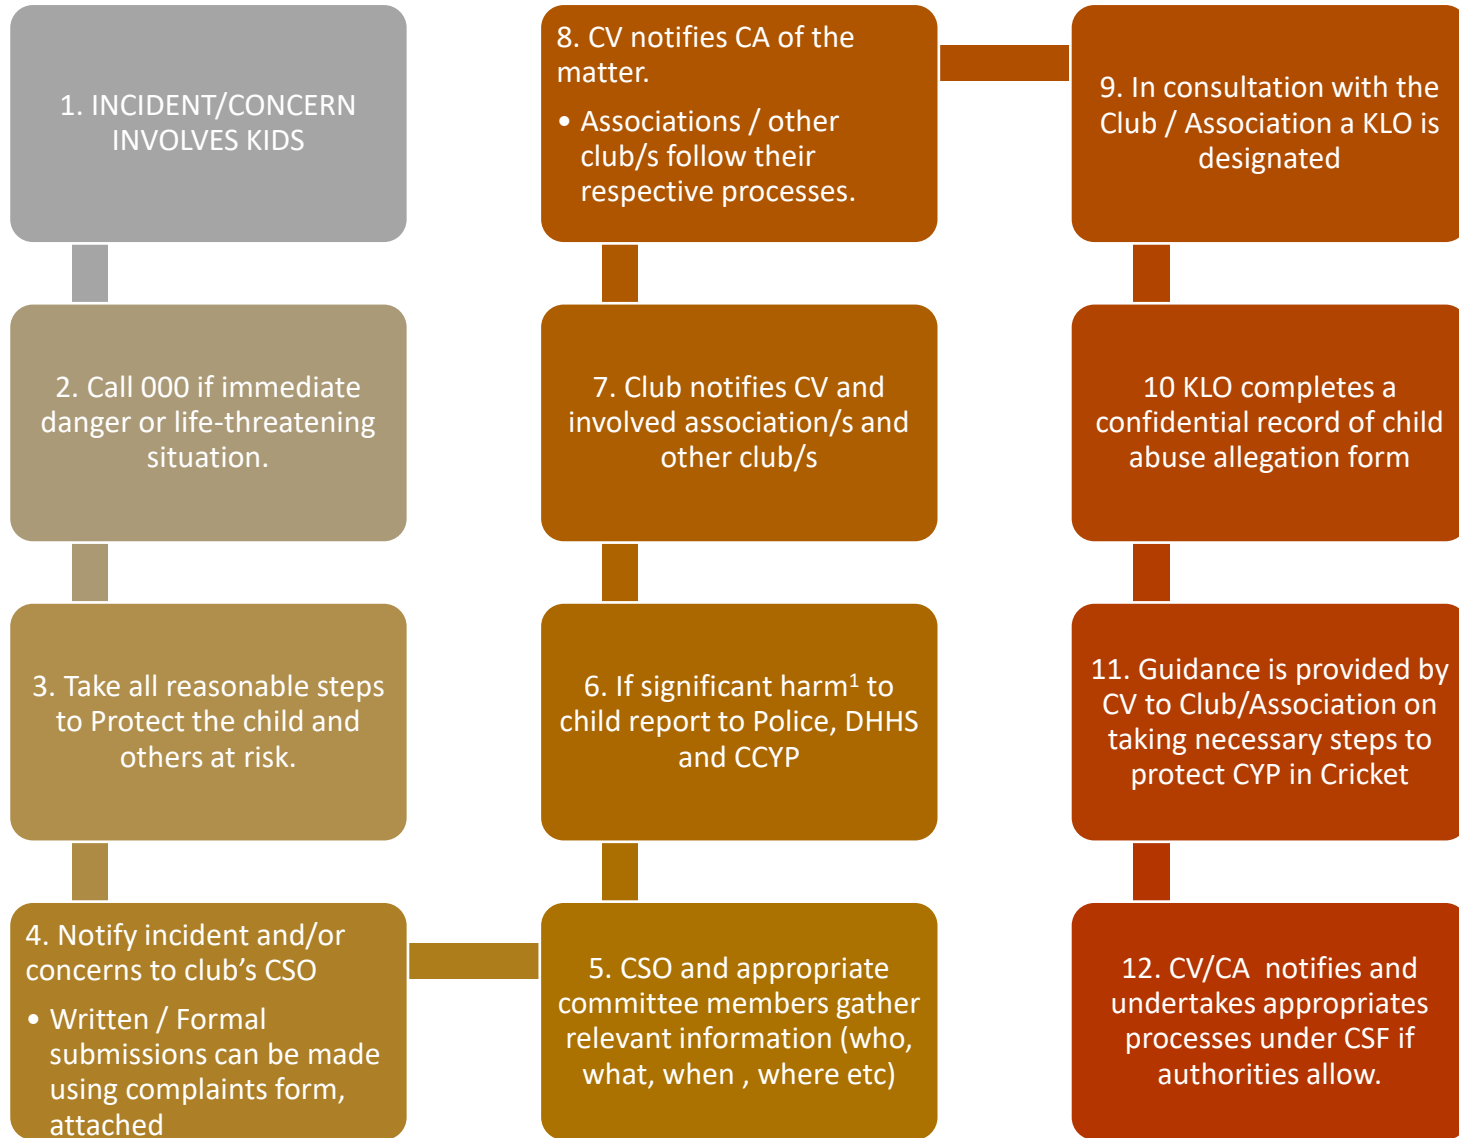 1. INCIDENT/CONCERN
INVOLVES KIDS
2. Call 000 if immediate
danger or life-threatening
situation.
3. Take all reasonable steps
to Protect the child and
others at risk.
4. Notify incident and/or
concerns to club’s CSO
• Written / Formal
submissions can be made
using complaints form,
attached
5. CSO and appropriate
committee members gather
relevant information (who,
what, when , where etc)
6. If significant harm¹ to
child report to Police, DHHS
and CCYP
7. Club notifies CV and
involved association/s and
other club/s
8. CV notifies CA of the
matter.
• Associations / other
club/s follow their
respective processes.
9. In consultation with the
Club / Association a KLO is
designated
10 KLO completes a
confidential record of child
abuse allegation form
11. Guidance is provided by
CV to Club/Association on
taking necessary steps to
protect CYP in Cricket
12. CV/CA  notifies and
undertakes appropriates
processes under CSF if
authorities allow.